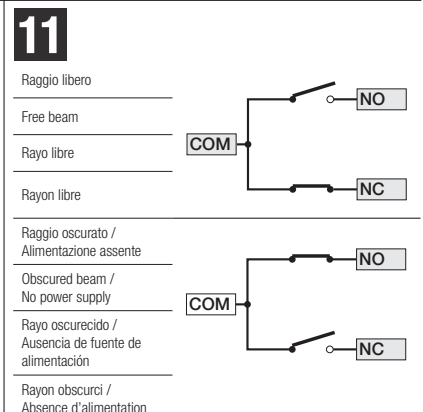 11
Raggio libero
Free beam
Rayo libre
Rayon libre
COM
NO
NC
Raggio oscurato /
Alimentazione assente
Obscured beam /
No power supply
Rayo oscurecido /
Ausencia de fuente de
alimentación
Rayon obscurci /
Absence d'alimentation
COM
NO
NC